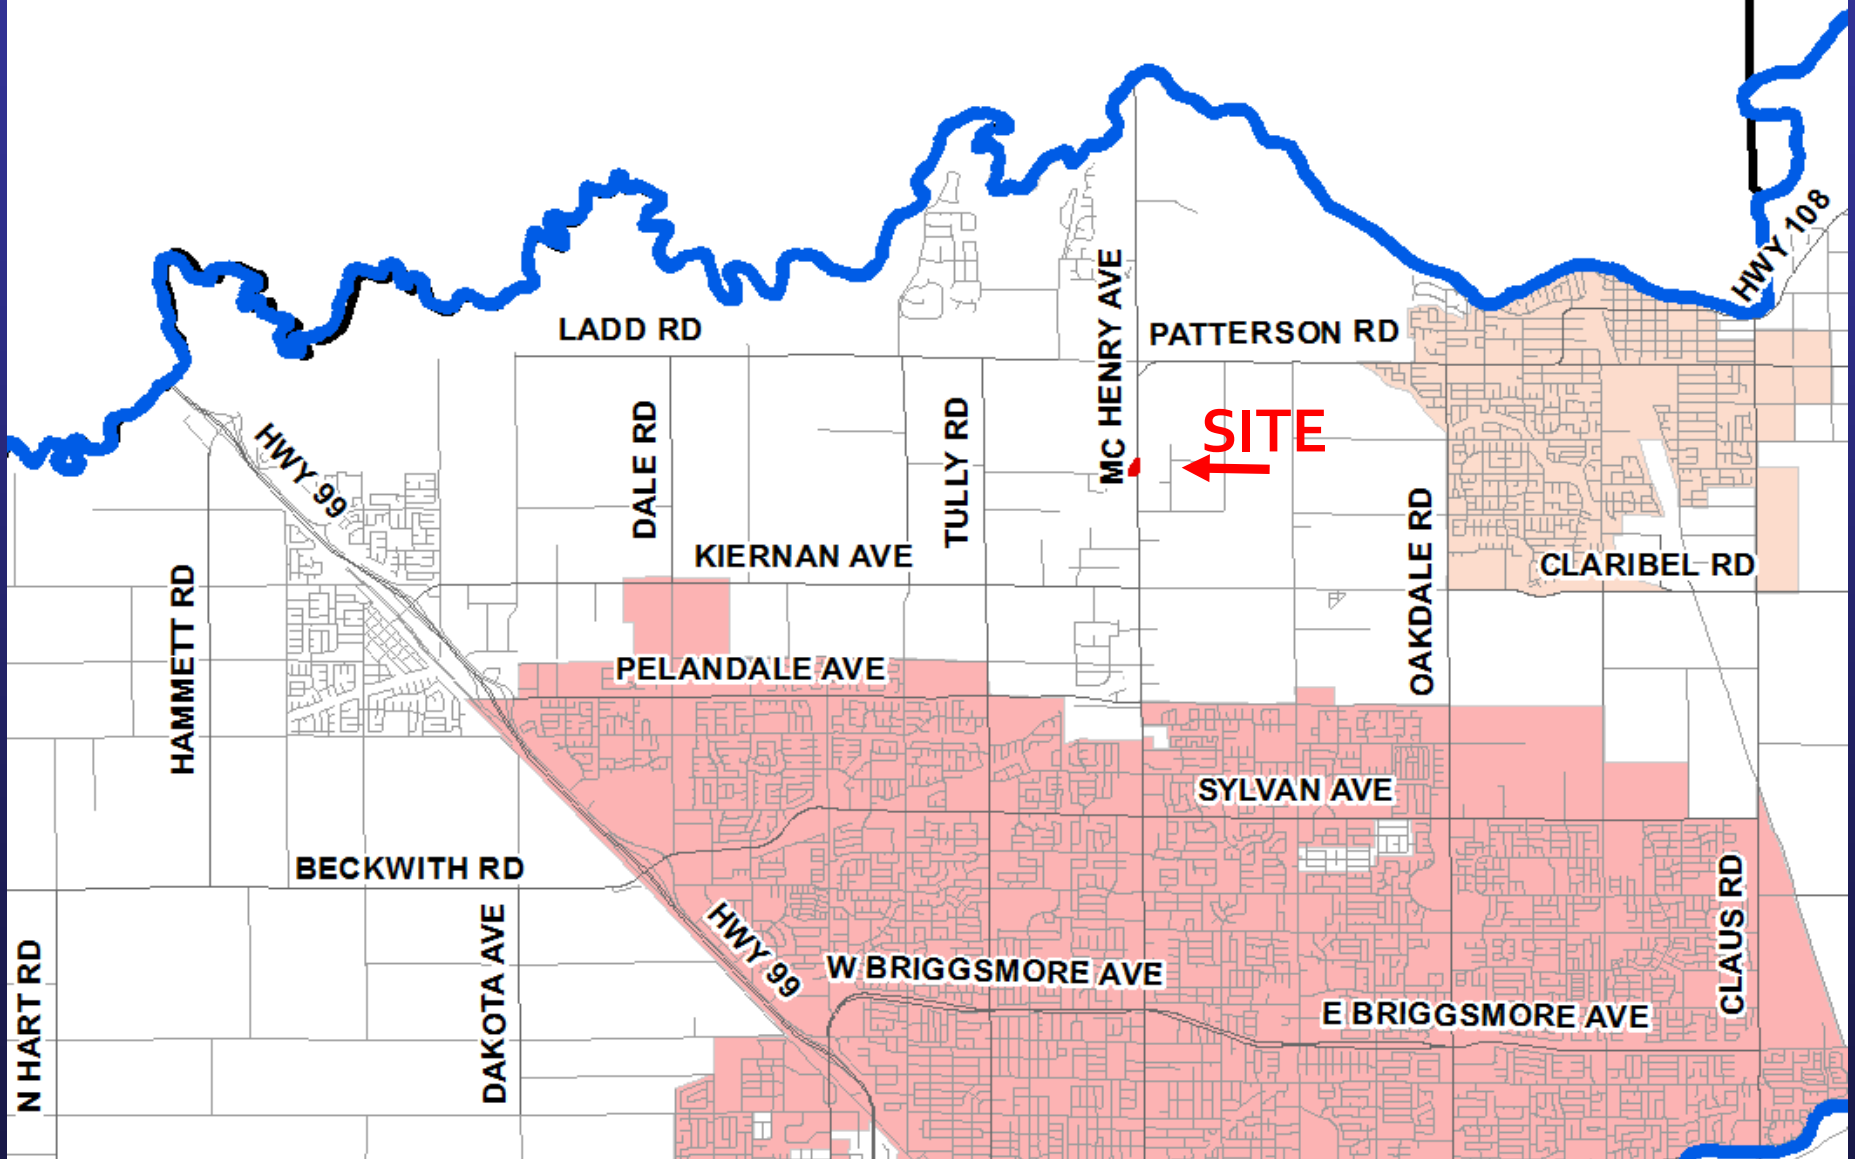 HWY 108
LADD RD
PATTERSON RD
MC HENRY AVE
SITE
DALE RD
TULLY RD
HWY 99
OAKDALE RD
KIERNAN AVE
CLARIBEL RD
HAMMETT RD
PELANDALE AVE
SYLVAN AVE
BECKWITH RD
CLAUS RD
HWY 99
DAKOTA AVE
W BRIGGSMORE AVE
E BRIGGSMORE AVE
N HART RD